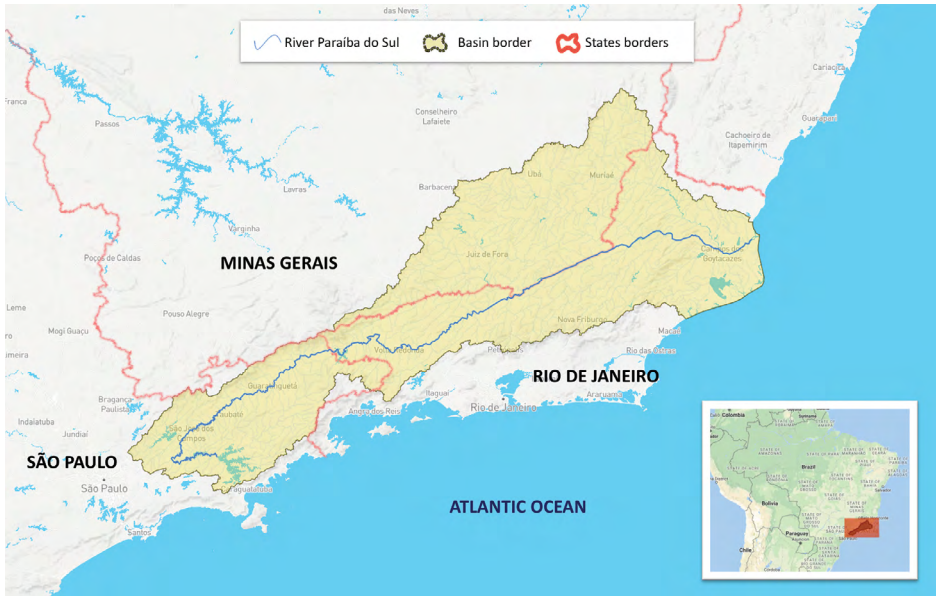 das Neves
River Paraíba do Sul
Basin border
States borders
Cariacica
Franca
Passos
Conselheiro
Lafaiete
Guarapari
Cachoeiro de
Itapemirim
Ubá
Muriaé
Lavras
Barbacena
Varginha
Campos dos
Goytacazes
Juiz de Fora
Poços de Caldas
MINAS GERAIS
Leme
Pouso Alegre
Mogi Guaçu
Nova Friburgo
Macaé
Volta Redonda
Petrópolis
Rio das Ostras
RIO DE JANEIRO
Guaratinguetá
Itaguaí
Araruama
Bragança
Paulista
Angra dos Reis
Rio de Janeiro
Taubaté
Indaiatuba
Jundiaí
São José dos
Campos
SÃO PAULO
São Paulo
Caraguatatuba
ATLANTIC OCEAN
Santos
Colombia
Brazil
Bolivia
Paraguay
Chile